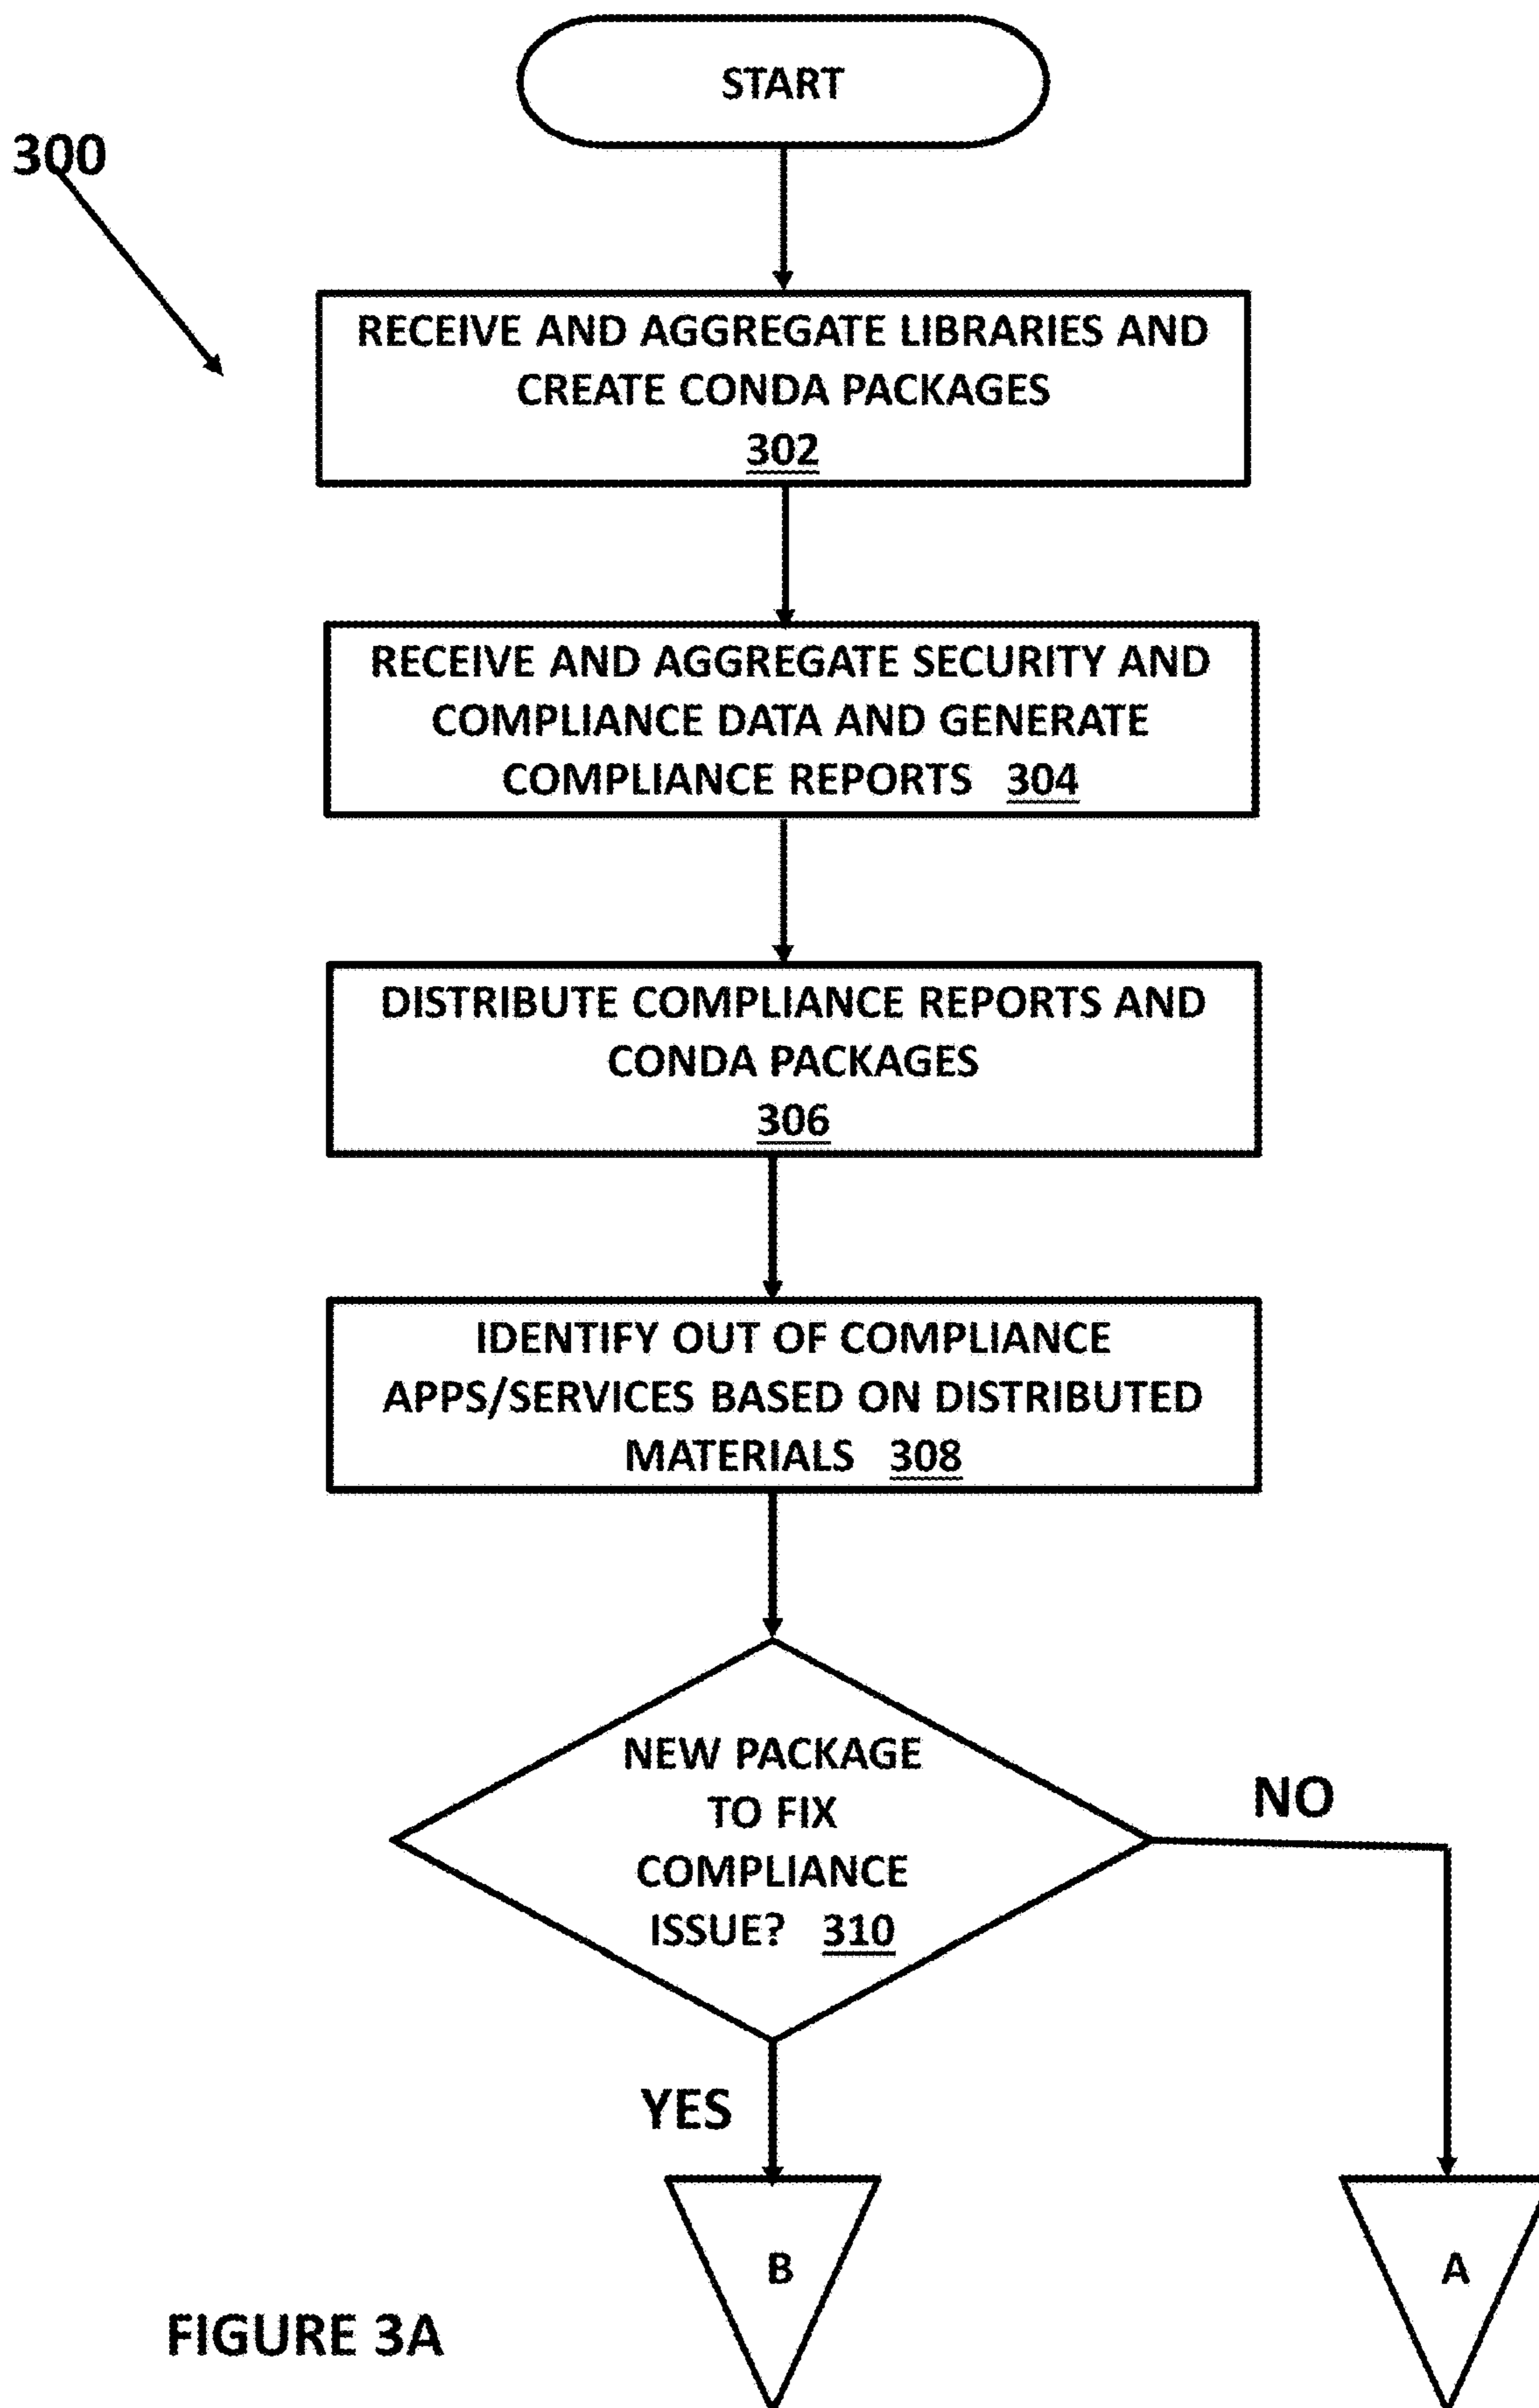 START
300
RECEIVE AND AGGREGATE LIBRARIES AND
CREATE CONDA PACKAGES
302
RECEIVE AND AGGREGATE SECURITY AND
COMPLIANCE DATA AND GENERATE
COMPLIANCE REPORTS 304
DISTRIBUTE COMPLIANCE REPORTS AND
CONDA PACKAGES
306
IDENTIFY OUT OF COMPLIANCE
APPS/SERVICES BASED ON DISTRIBUTED
MATERIALS 308
NEW PACKAGE
TO FIX
COMPLIANCE
ISSUE? 310
NO
YES
B
A
FIGURE 3A